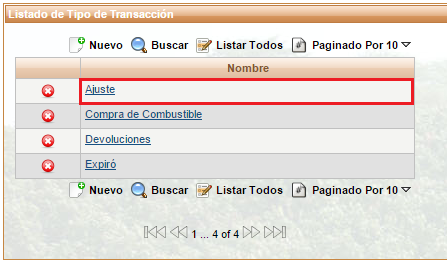 Listado de Tipo de Transacción
Nuevo Buscar Listar Todos Paginado Por 10
Nombre
Ajuste
Compra de Combustible
Devoluciones
Expiró
Nuevo Buscar Listar Todos Paginado Por 10
1 ... 4 of 4